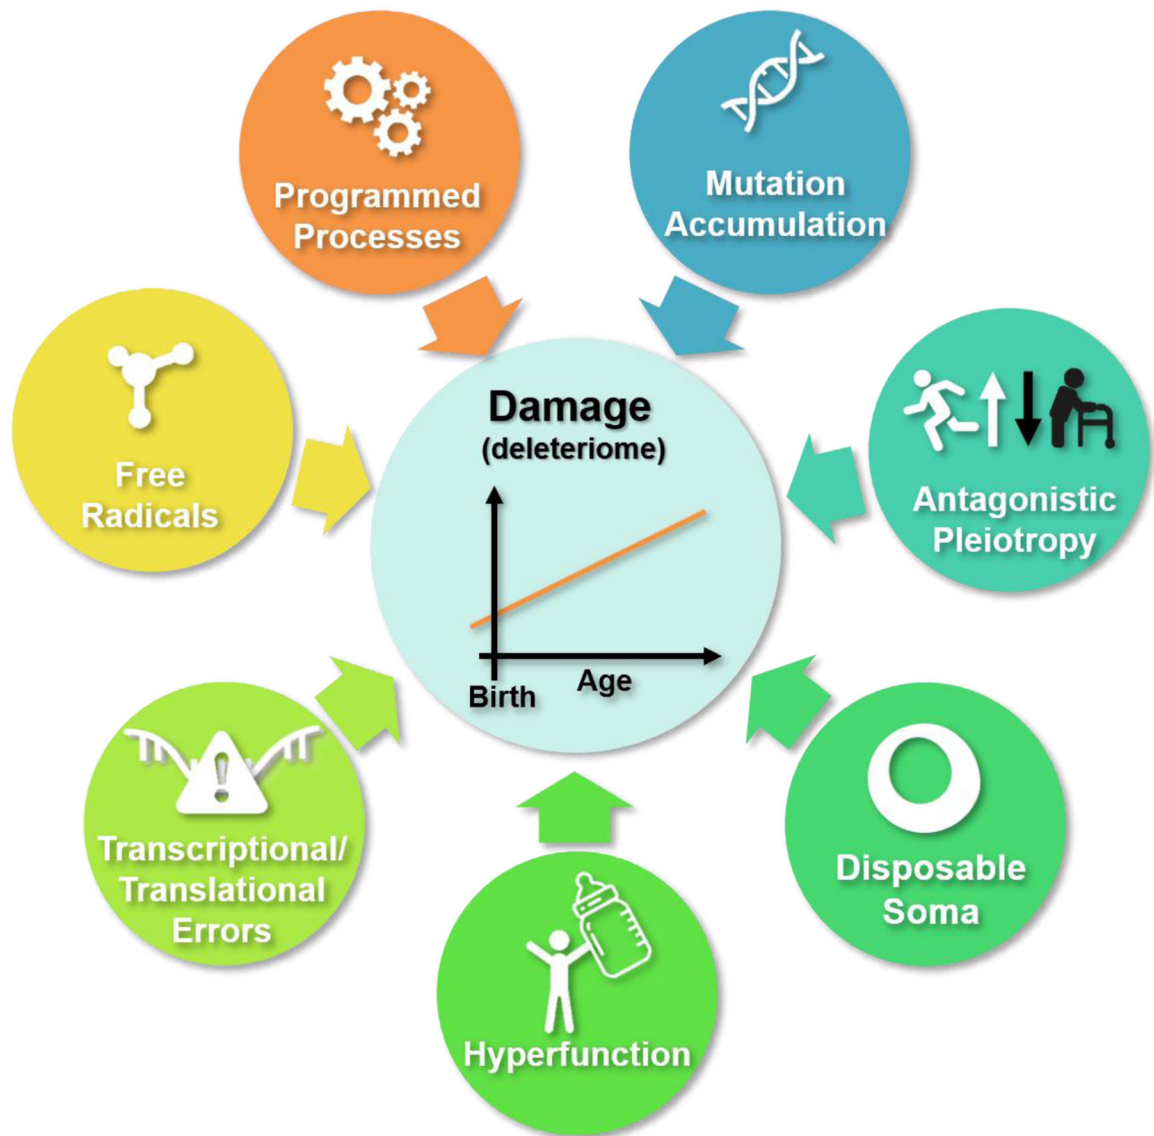 Programmed
Processes
Mutation
Accumulation
Free
Radicals
Damage
(deleteriome)
Birth
Age
Antagonistic
Pleiotropy
Transcriptional/
Translational
Errors
Disposable
Soma
Hyperfunction